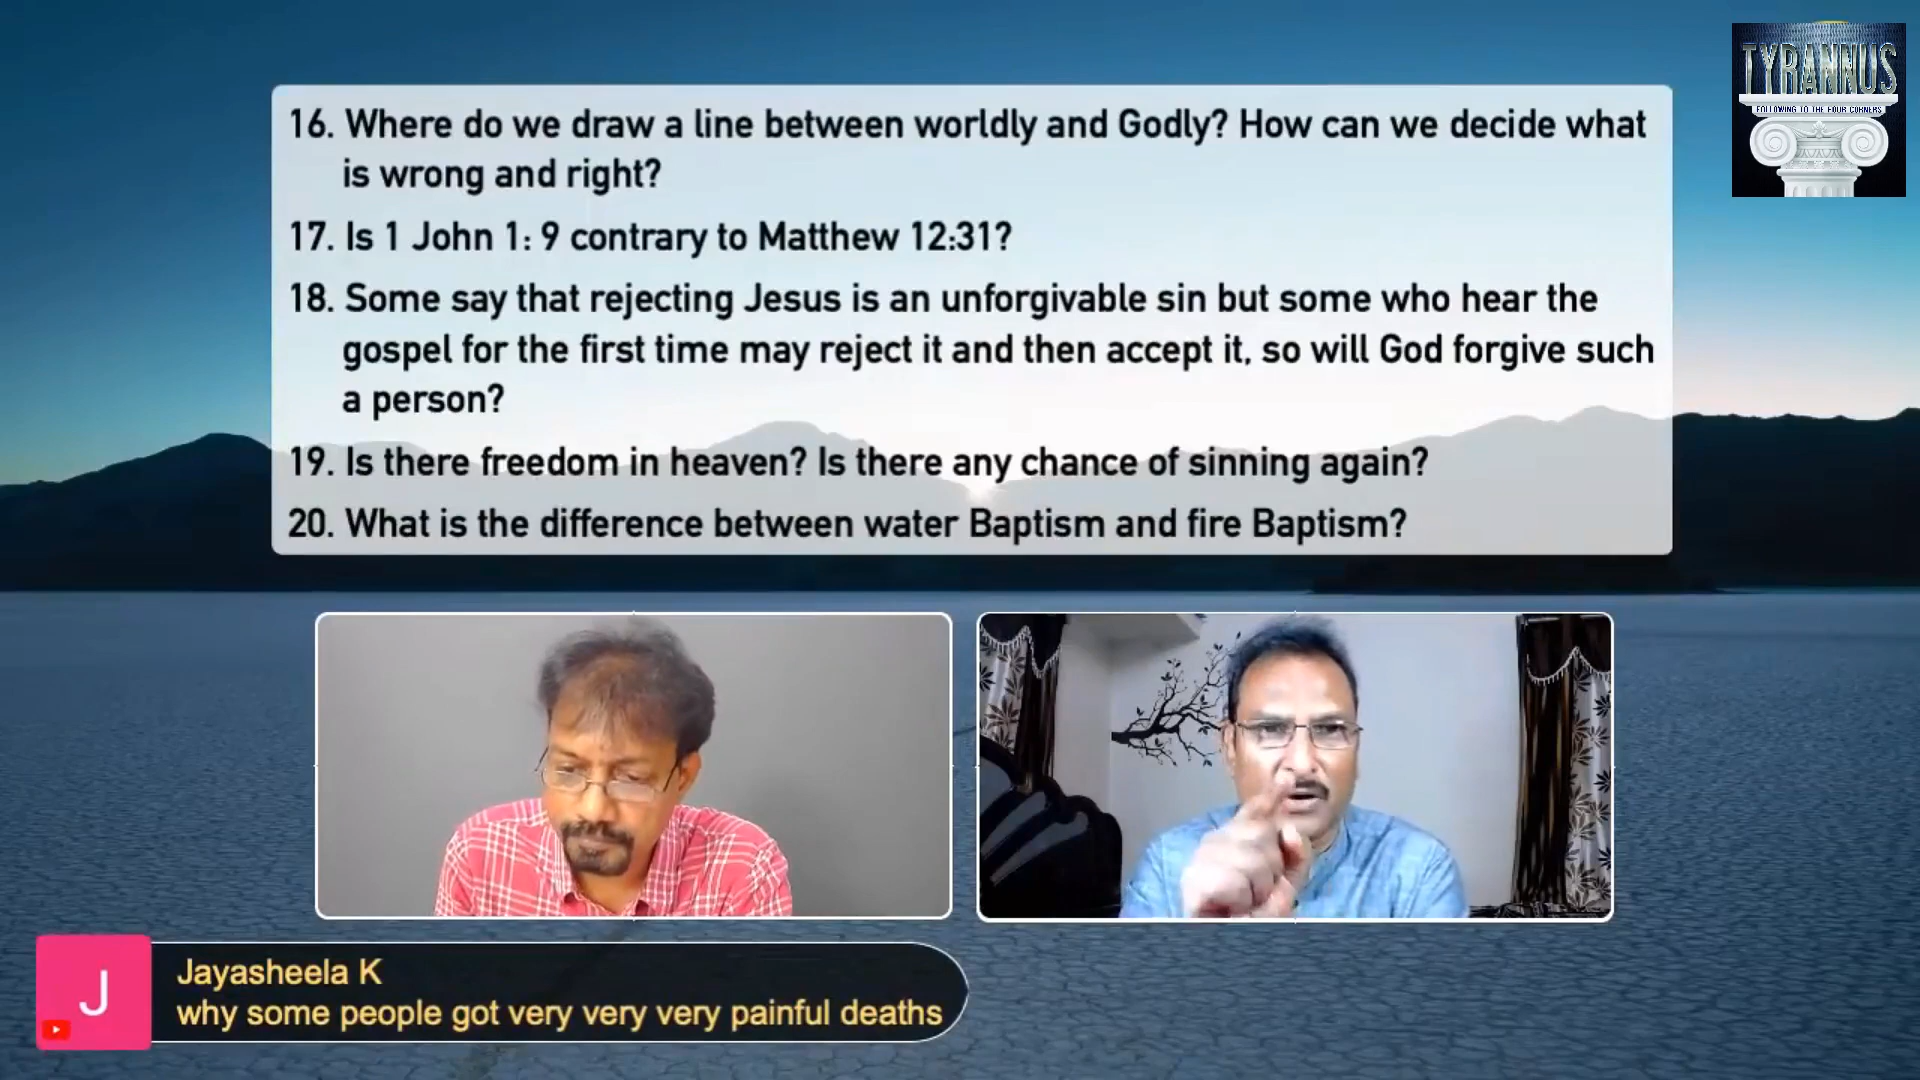 TYRANNUS
FOLLOWING TO THE FOUR CORNERS
16. Where do we draw a line between worldly and Godly? How can we decide what
is wrong and right?
17. Is 1 John 1: 9 contrary to Matthew 12:31?
18. Some say that rejecting Jesus is an unforgivable sin but some who hear the
gospel for the first time may reject it and then accept it, so will God forgive such
a person?
19. Is there freedom in heaven? Is there any chance of sinning again?
20. What is the difference between water Baptism and fire Baptism?
J
Jayasheela K
why some people got very very very painful deaths